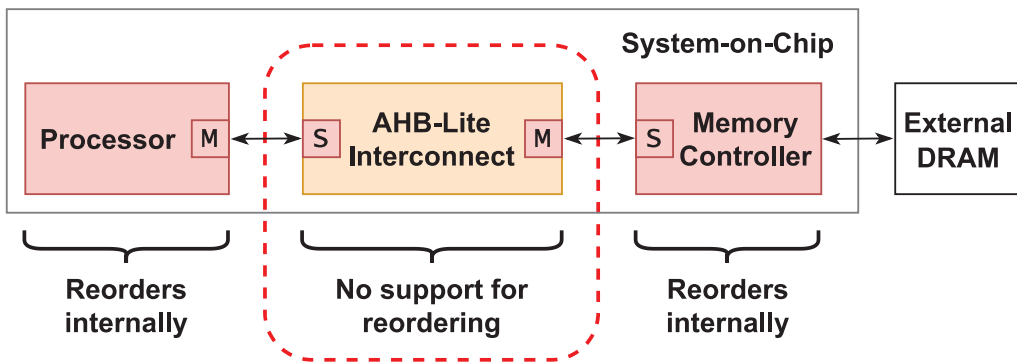 System-on-Chip
Processor
M
S
AHB-Lite
Interconnect
M
S
Memory
Controller
External
DRAM
Reorders
internally
No support for
reordering
Reorders
internally